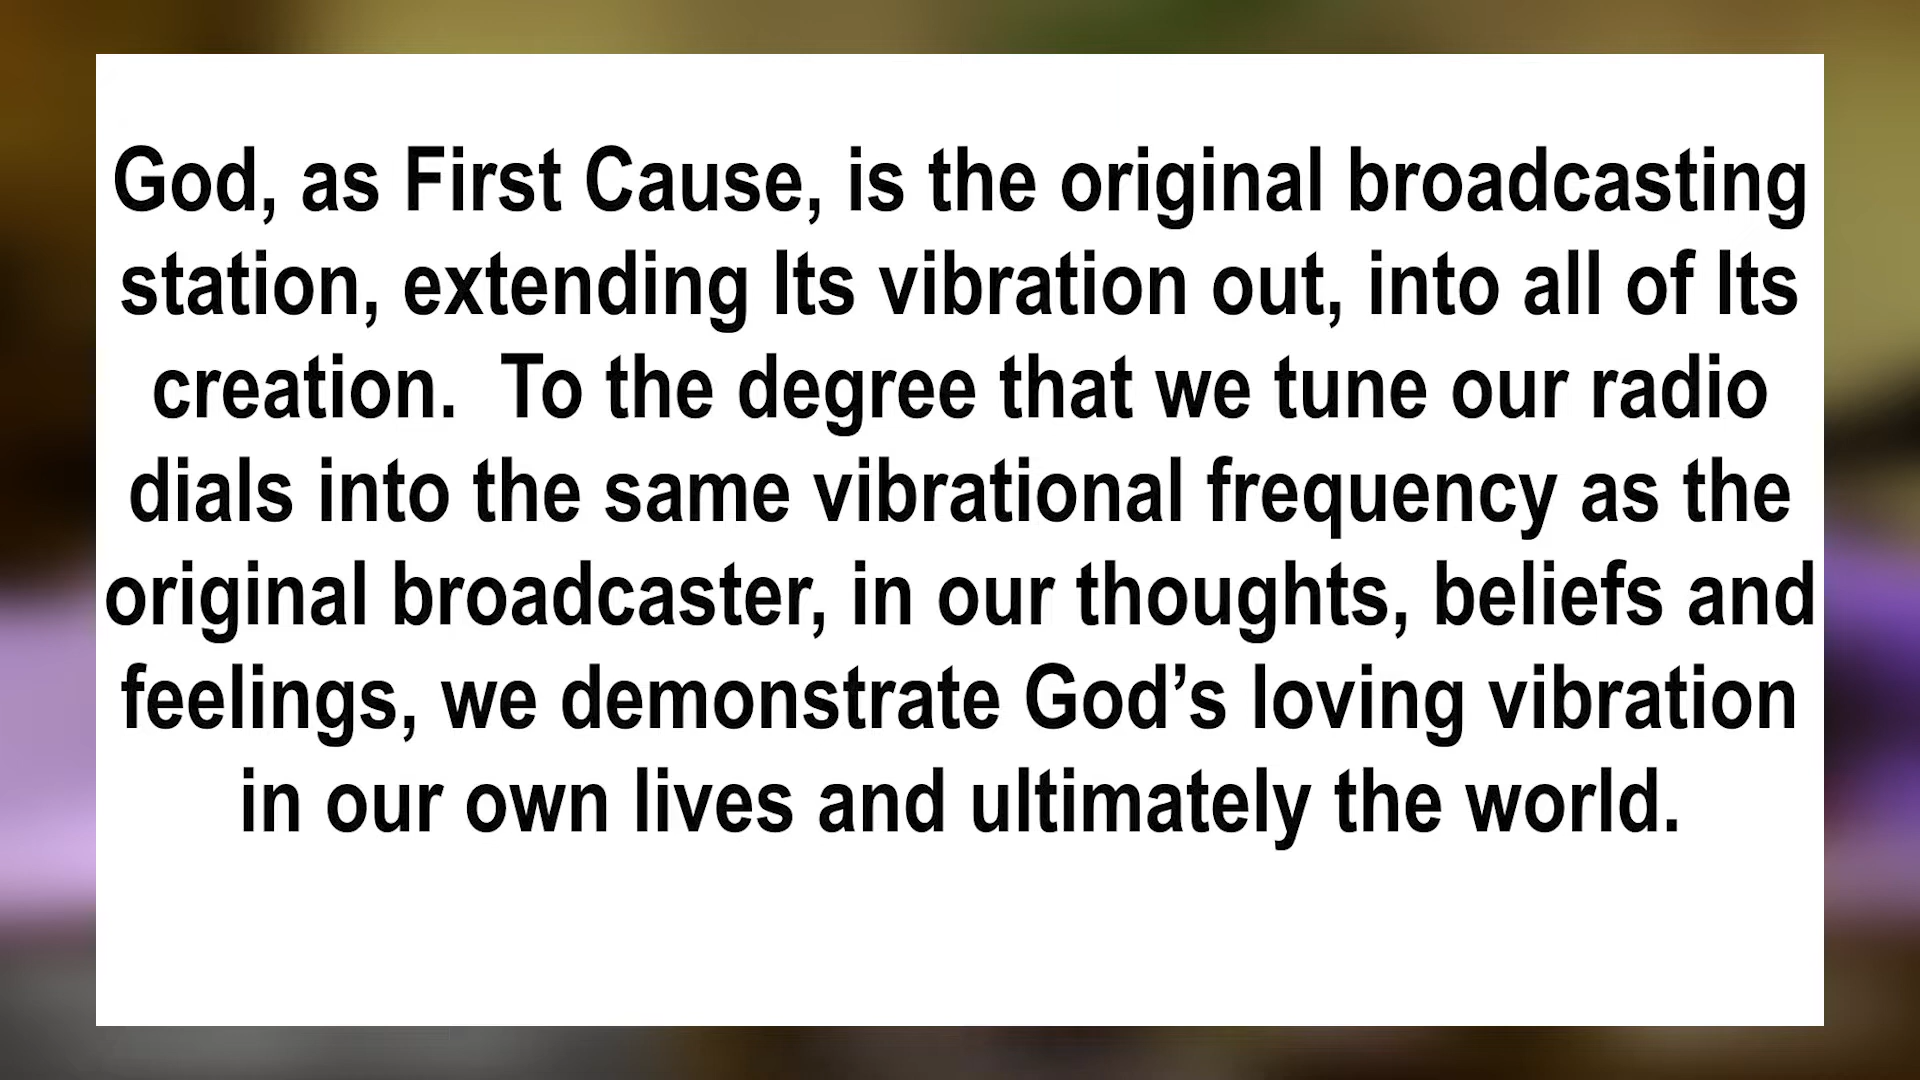 God, as First Cause, is the original broadcasting
station, extending Its vibration out, into all of Its
creation.  To the degree that we tune our radio
dials into the same vibrational frequency as the
original broadcaster, in our thoughts, beliefs and
feelings, we demonstrate God’s loving vibration
in our own lives and ultimately the world.